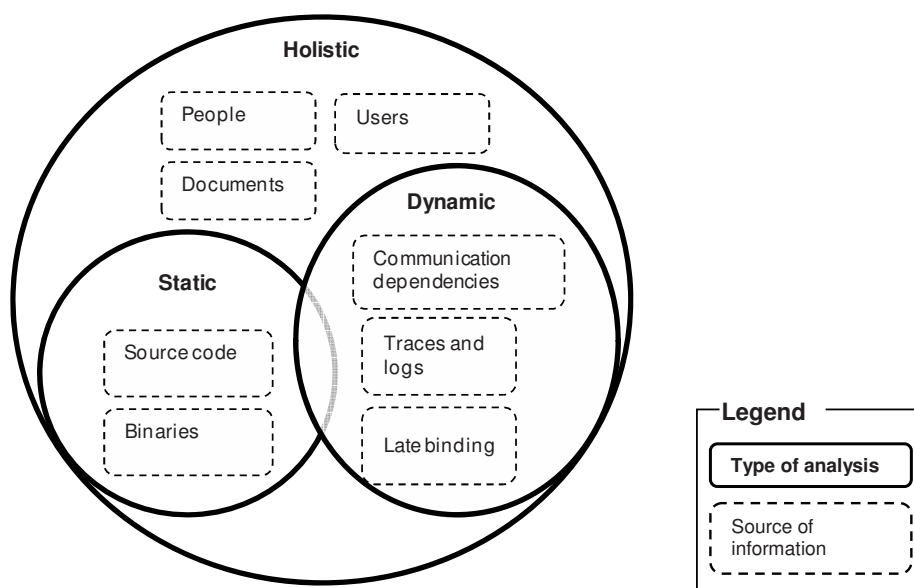 Holistic
People
Users
Documents
Dynamic
Communication
dependencies
Static
Source code
Traces and
logs
Binaries
Late binding
Legend
Type of analysis
Source of
information